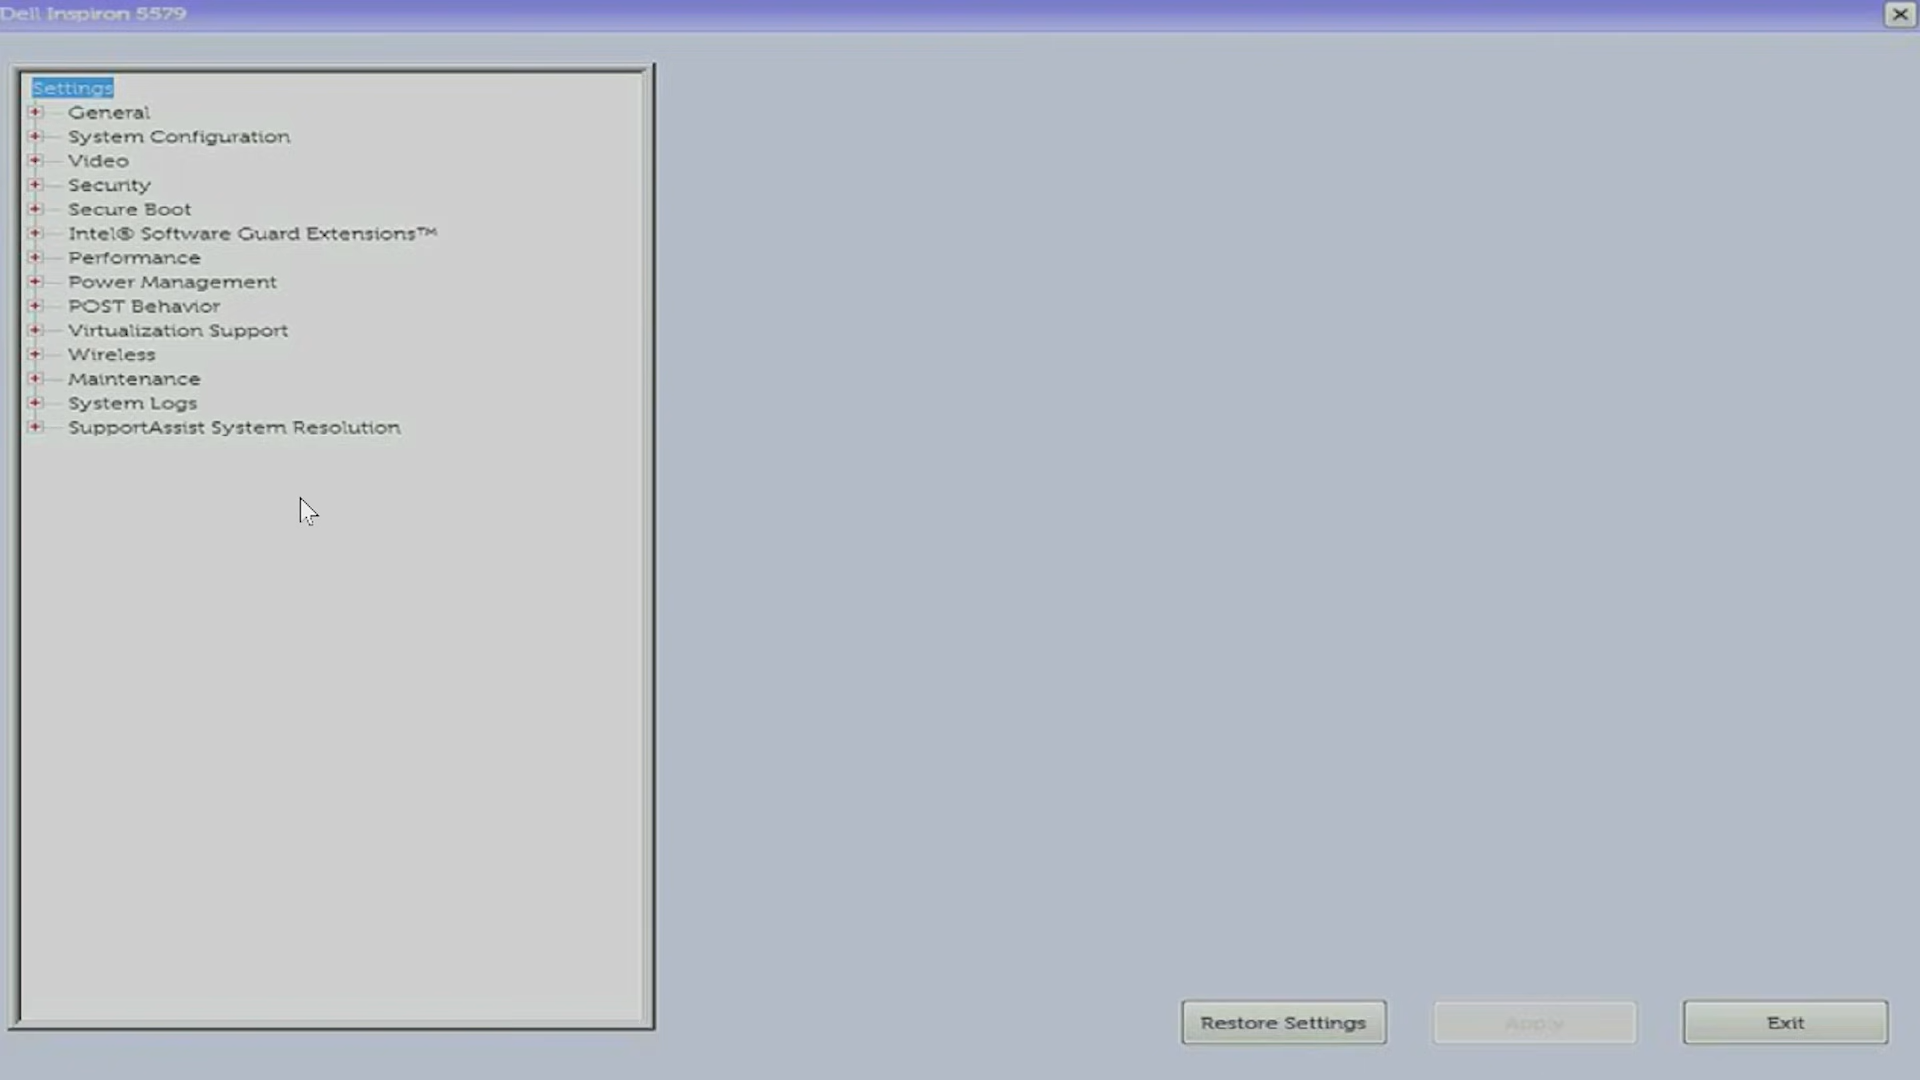 Dell Inspiron 5579
Settings
General
System Configuration
Video
Security
Secure Boot
Intel® Software Guard Extensions™
Performance
Power Management
POST Behavior
Virtualization Support
Wireless
Maintenance
System Logs
SupportAssist System Resolution
Restore Settings
Apply
Exit